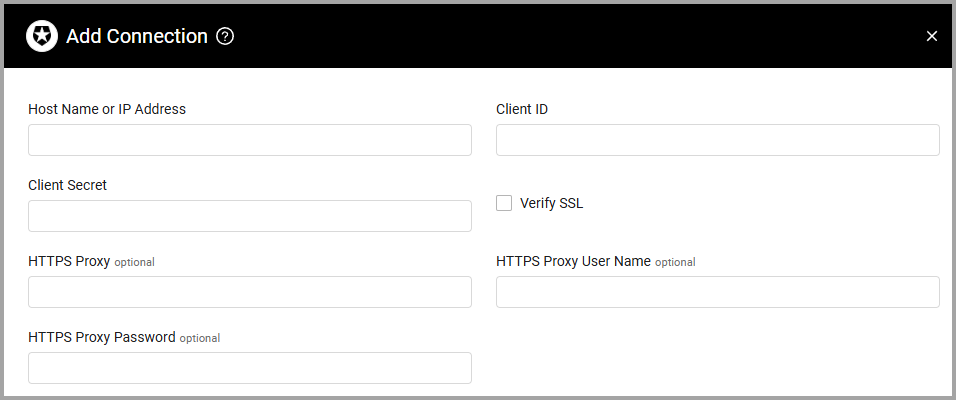 Add Connection ?
Host Name or IP Address
Client ID
Client Secret
Verify SSL
HTTPS Proxy optional
HTTPS Proxy User Name optional
HTTPS Proxy Password optional